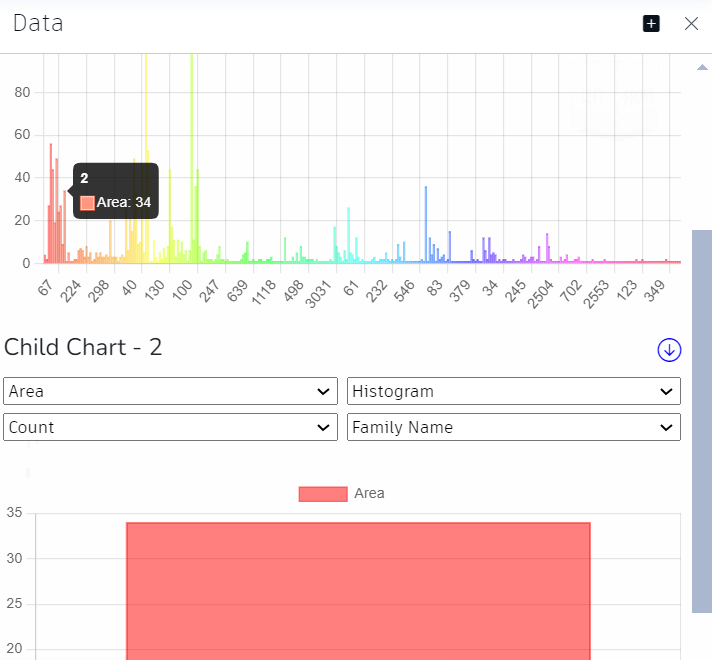 Data
80
60
40
20
0
2
Area: 34
67 224 298 40 130 100 247 639 1118 498 3031 61 232 546 83 379 34 245 2504 702 2553 123 349
Child Chart - 2
Area Histogram
Count Family Name
Area
35
30
25
20